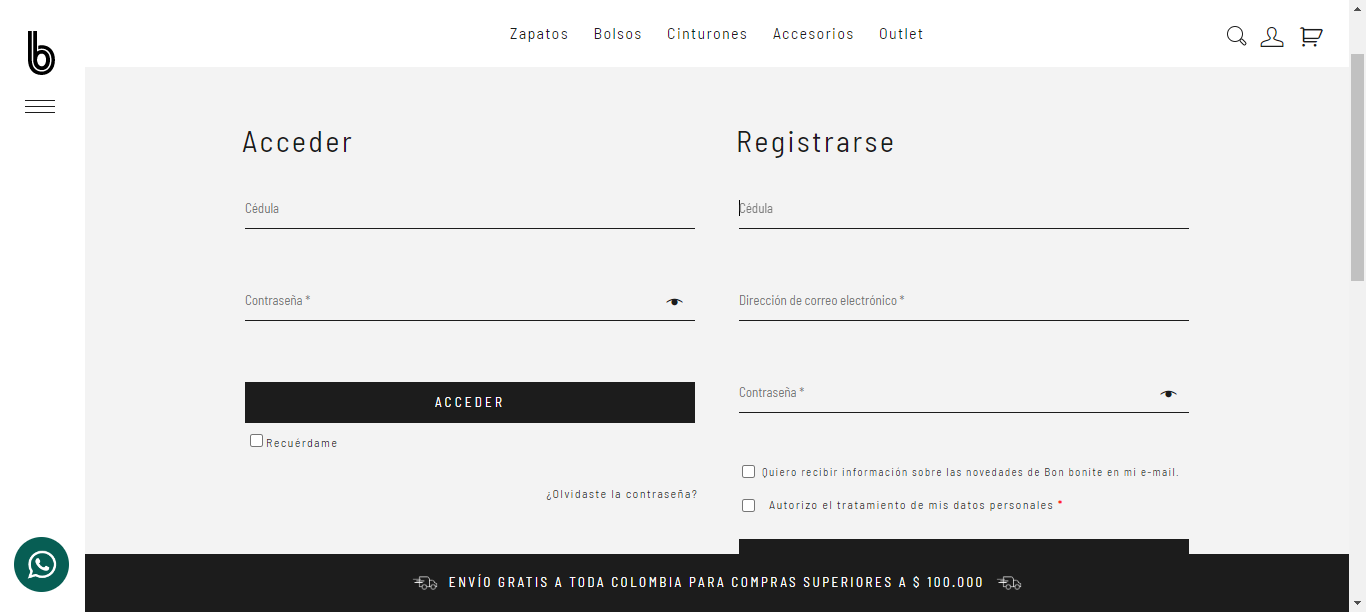 b
Zapatos Bolsos Cinturones Accesorios Outlet
Acceder
Cédula
Contraseña *
ACCEDER
Recuérdame
¿Olvidaste la contraseña?
Registrarse
Cédula
Dirección de correo electrónico *
Contraseña *
Quiero recibir información sobre las novedades de Bon bonite en mi e-mail.
Autorizo el tratamiento de mis datos personales *
ENVÍO GRATIS A TODA COLOMBIA PARA COMPRAS SUPERIORES A $ 100.000